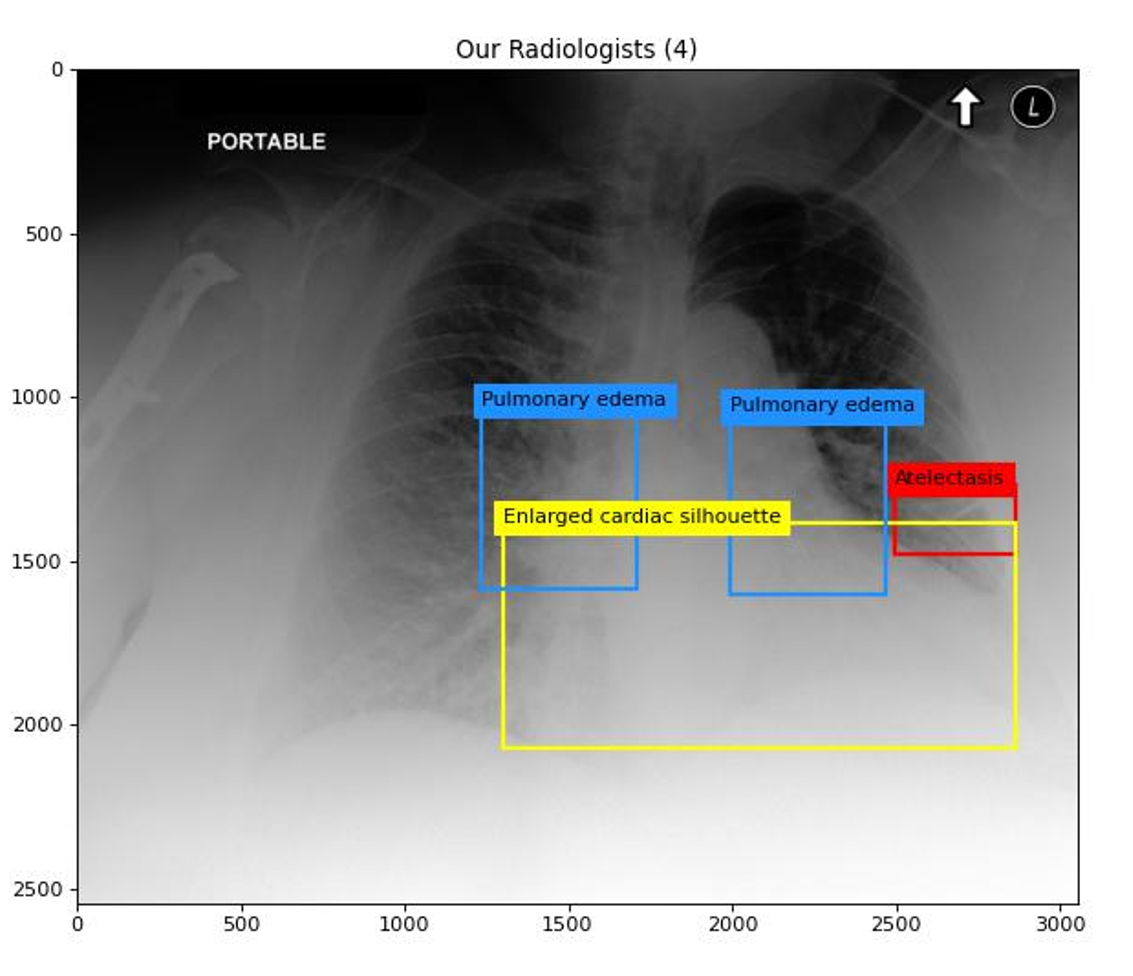 Our Radiologists (4)
0
L
PORTABLE
500
1000
Pulmonary edema
Pulmonary edema
Atelectasis
Enlarged cardiac silhouette
1500
2000
2500
0
500
1000
1500
2000
2500
3000